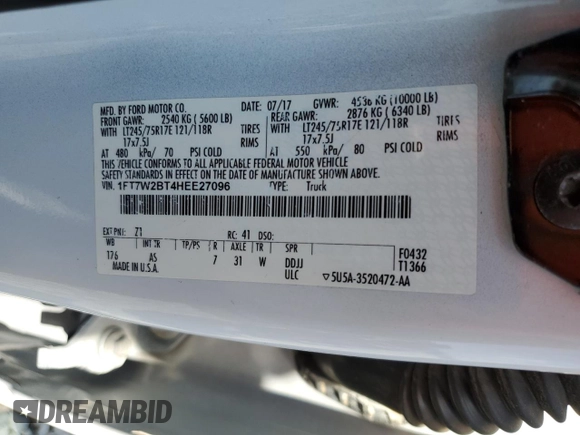 MFD. BY FORD MOTOR CO.
07/17 GVWR: 4536 KG (10000 LB)
FRONT GAWR: 2540 KG (5600 LB)
REAR GAWR: 2876 KG (6340 LB)
WITH LT245/75R17E 121/118R TIRES
WITH LT245/75R17E 121/118R TIRES
17x7.5J RIMS
17x7.5J RIMS
AT 480 kPa/ 70 PSI COLD
AT 550 kPa/ 80 PSI COLD
THIS VEHICLE CONFORMS TO ALL APPLICABLE FEDERAL MOTOR VEHICLE
SAFETY STANDARDS IN EFFECT ON THE DATE OF MANUFACTURE SHOWN ABOVE.
VIN: 1FT7W2BT4HEE27096
TYPE: Truck
EXT PNT: Z1 RC: 41 DSO:
WB INT TR TP/PS R AXLE TR SPR
176 AS 7 31 W DDJJ
ULC
MADE IN U.S.A.
F0432
T1366
▽5U5A-3520472-AA
DREAMBID